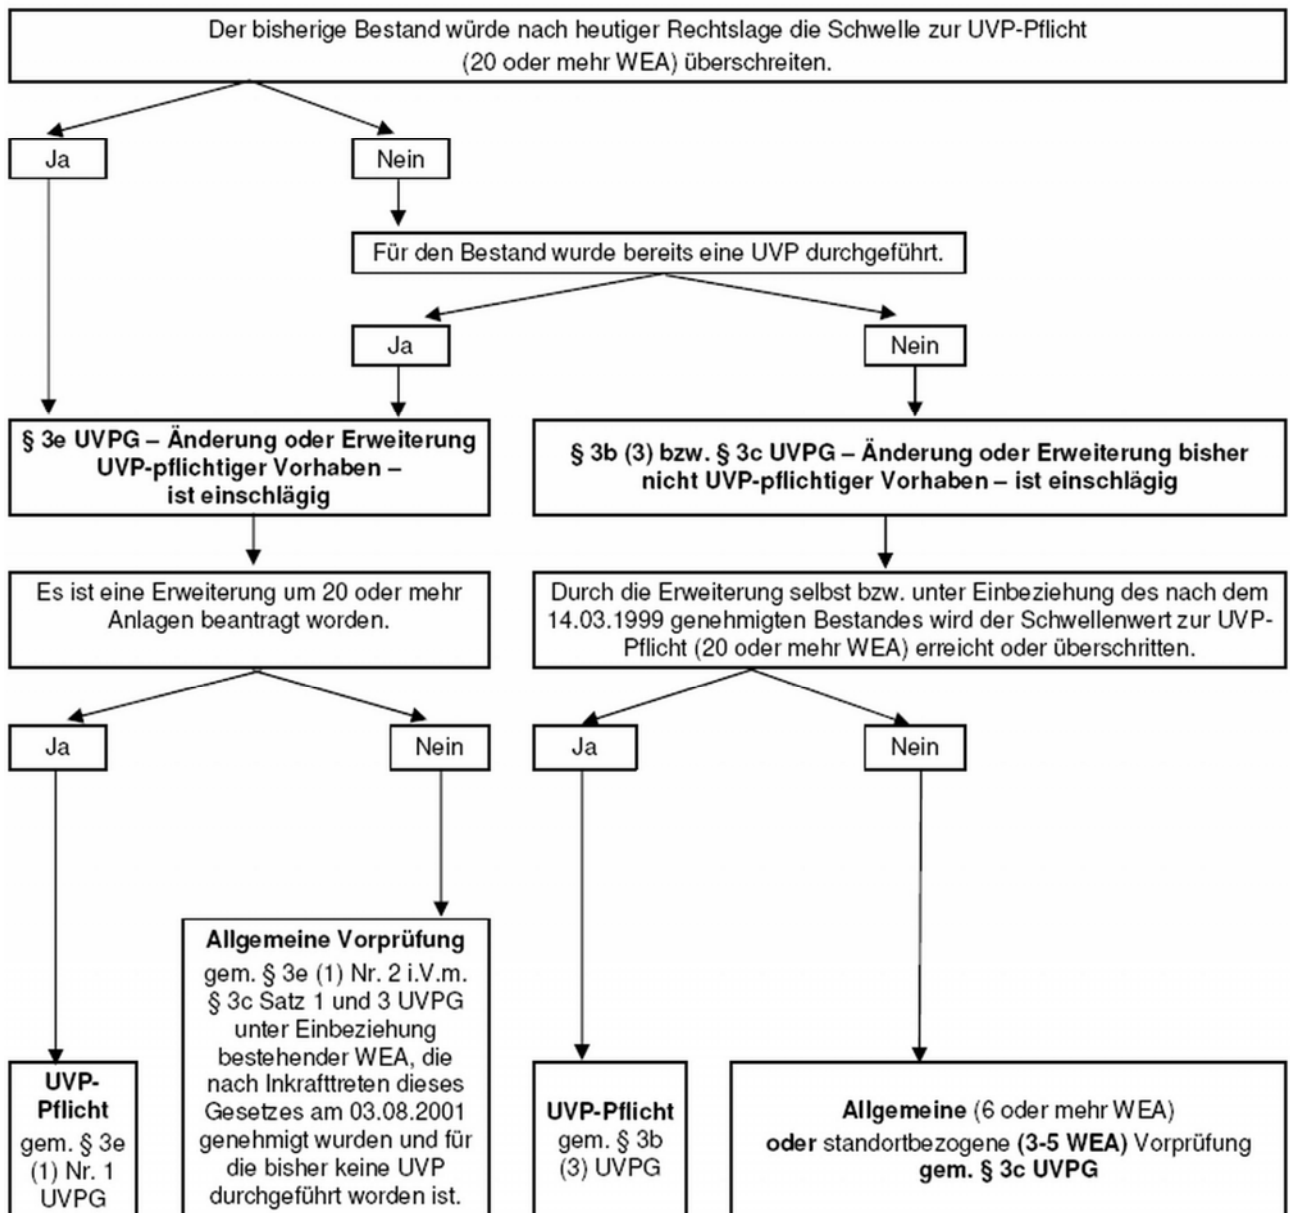 Der bisherige Bestand würde nach heutiger Rechtslage die Schwelle zur UVP-Pflicht
(20 oder mehr WEA) überschreiten.
Ja
Nein
Für den Bestand wurde bereits eine UVP durchgeführt.
Ja
Nein
§ 3e UVPG – Änderung oder Erweiterung
UVP-pflichtiger Vorhaben –
ist einschlägig
§ 3b (3) bzw. § 3c UVPG – Änderung oder Erweiterung bisher
nicht UVP-pflichtiger Vorhaben – ist einschlägig
Es ist eine Erweiterung um 20 oder mehr
Anlagen beantragt worden.
Durch die Erweiterung selbst bzw. unter Einbeziehung des nach dem
14.03.1999 genehmigten Bestandes wird der Schwellenwert zur UVP-
Pflicht (20 oder mehr WEA) erreicht oder überschritten.
Ja
Nein
Ja
Nein
UVP-
Pflicht
gem. § 3e
(1) Nr. 1
UVPG
Allgemeine Vorprüfung
gem. § 3e (1) Nr. 2 i.V.m.
§ 3c Satz 1 und 3 UVPG
unter Einbeziehung
bestehender WEA, die
nach Inkrafttreten dieses
Gesetzes am 03.08.2001
genehmigt wurden und für
die bisher keine UVP
durchgeführt worden ist.
UVP-Pflicht
gem. § 3b
(3) UVPG
Allgemeine (6 oder mehr WEA)
oder standortbezogene (3-5 WEA) Vorprüfung
gem. § 3c UVPG